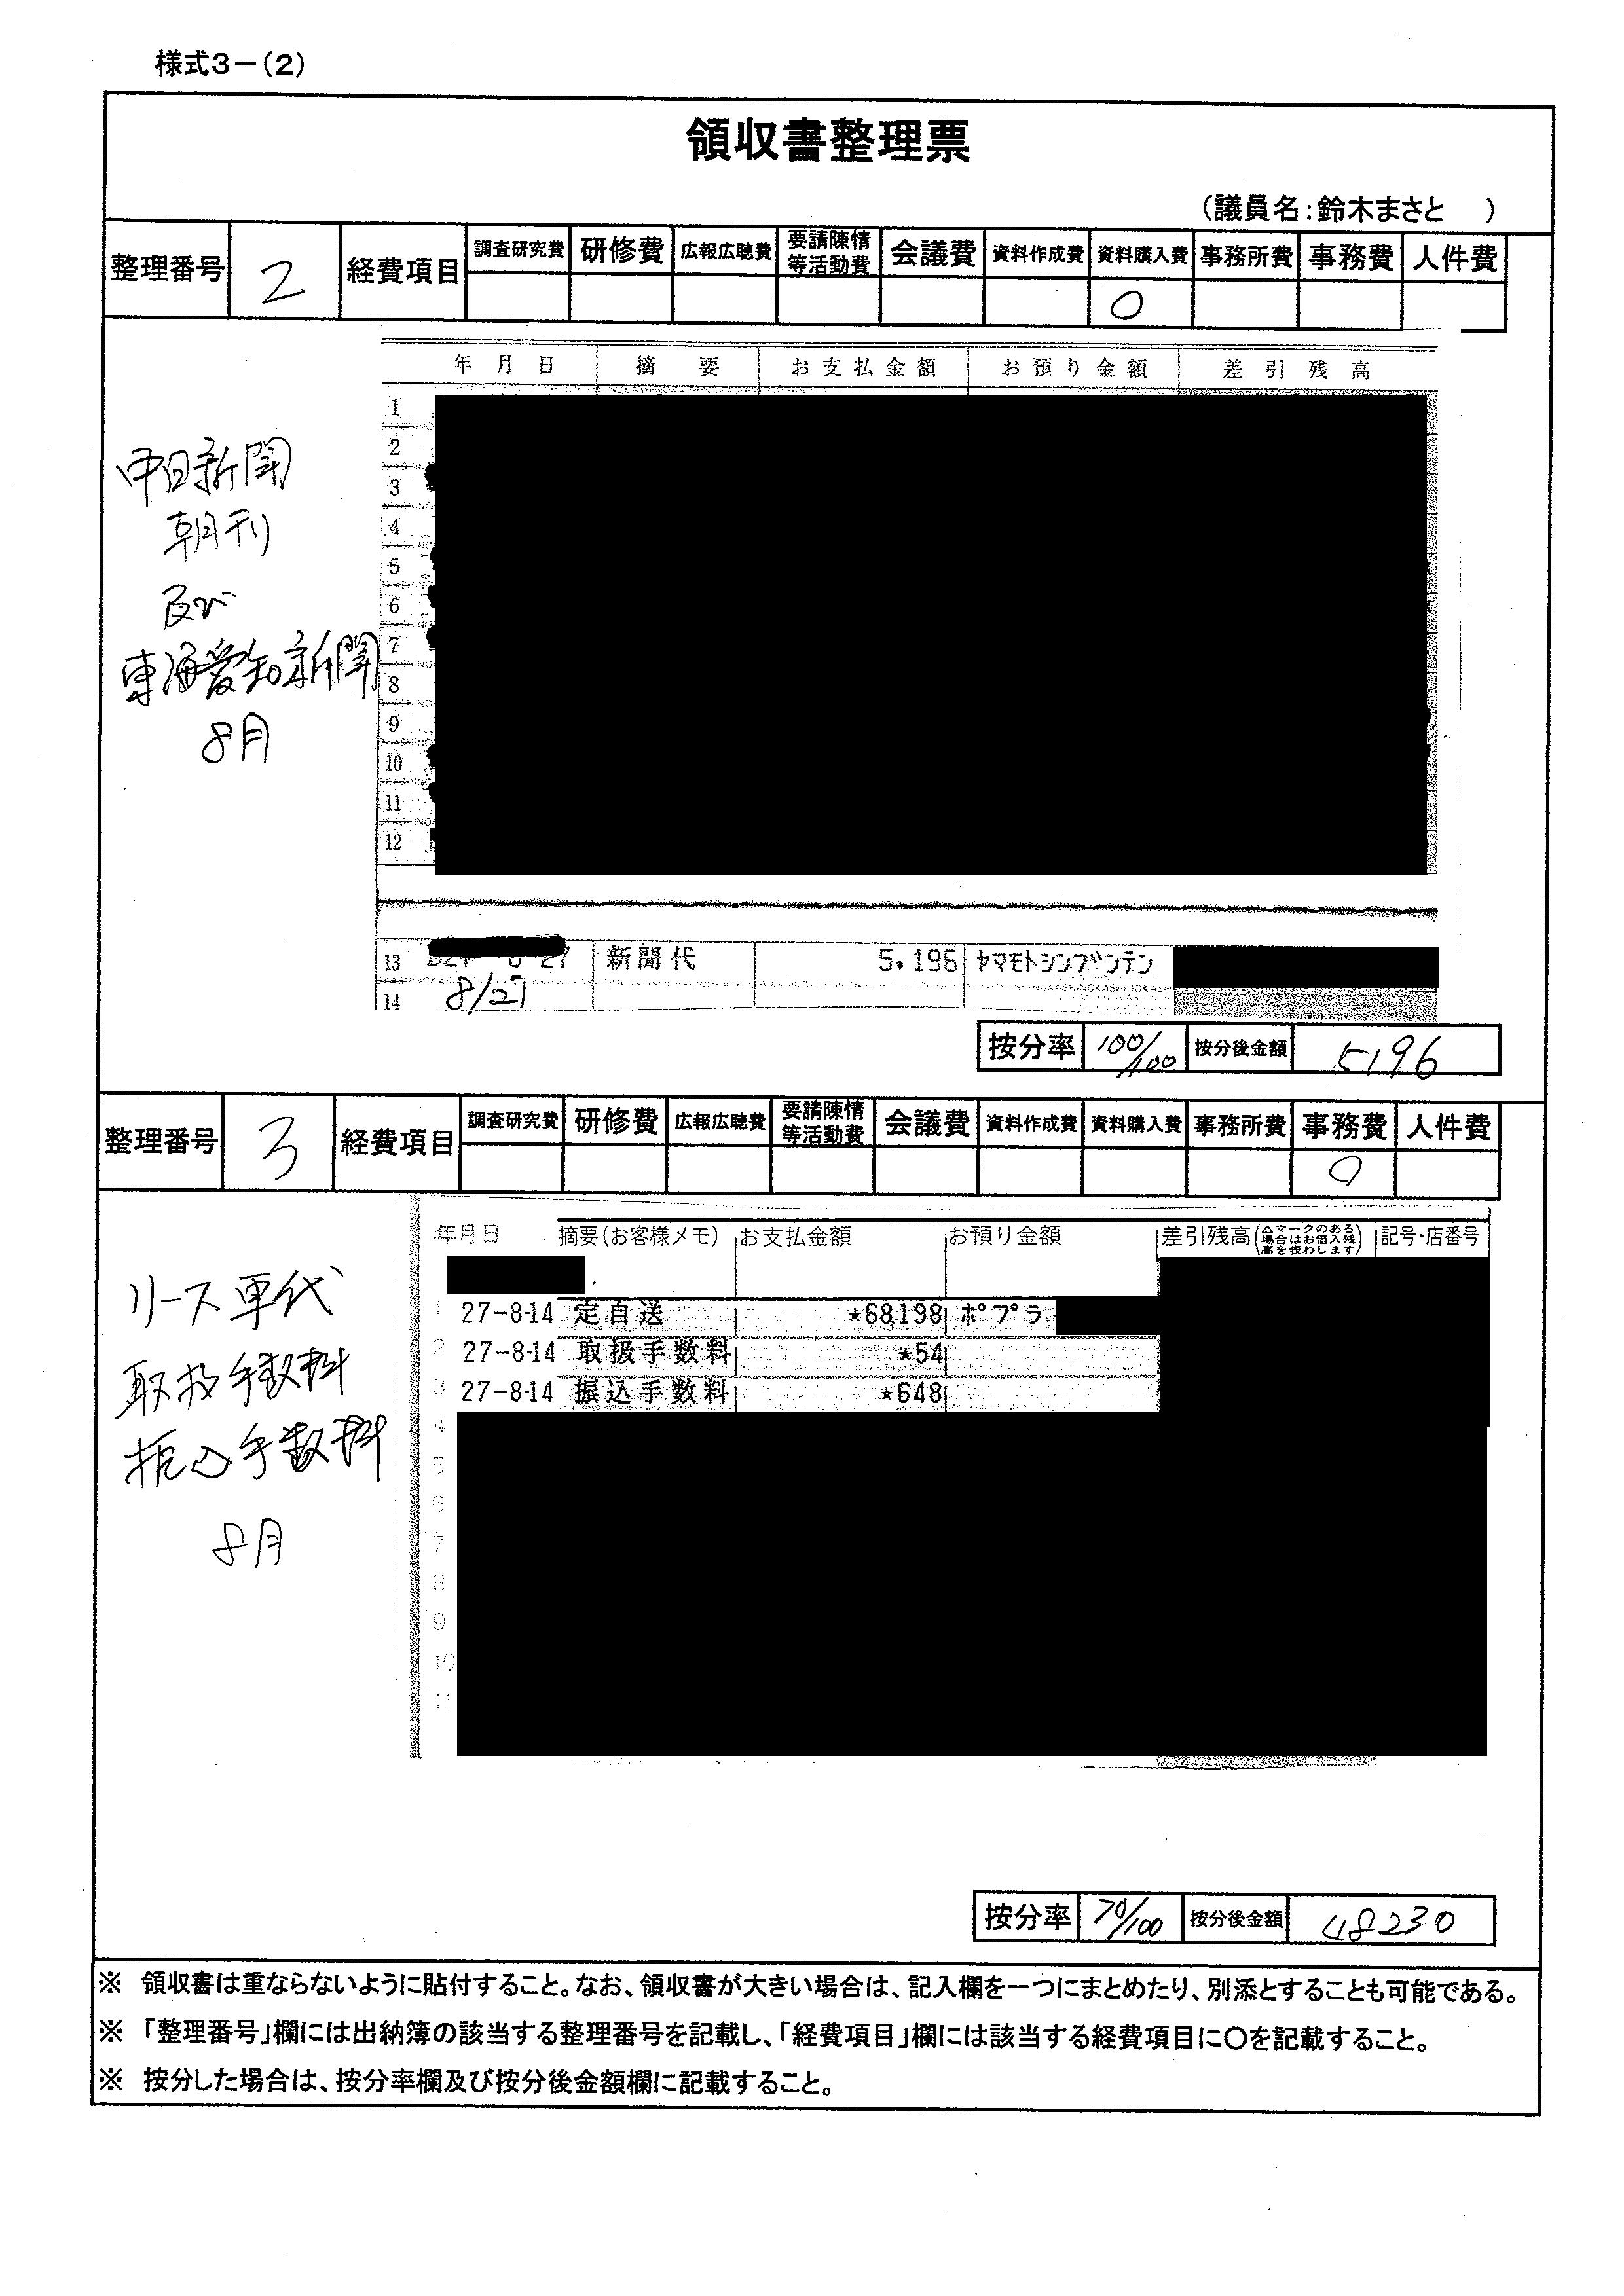 様式3－(2)
領収書整理票
(議員名:鈴木まさと )
整理番号 2 経費項目 調査研究費 研修費 広報広聴費 要請陳情等活動費 会議費 資料作成費 資料購入費 事務所費 事務費 人件費
○
年月日 摘要 お支払金額 お預り金額 差引残高
1
2
3
4
5
6
7
8
9
10
11
12
中日新聞
朝刊
及び
東海愛知新聞
8月
13 新聞代 5,196 ヤマモトシンブンテン
14 8/27
按分率 100/100 按分後金額 5196
整理番号 3 経費項目 調査研究費 研修費 広報広聴費 要請陳情等活動費 会議費 資料作成費 資料購入費 事務所費 事務費 人件費
○
年月日 摘要(お客様メモ) お支払金額 お預り金額 差引残高(△マークのある場合はお借入残高を表わします) 記号・店番号
1 27-8-14 定自送 *68,198 ポプラ
2 27-8-14 取扱手数料 *54
3 27-8-14 振込手数料 *648
4
5
6
7
8
9
10
11
リース車代
取扱手数料
振込手数料
8月
按分率 70/100 按分後金額 48230
※ 領収書は重ならないように貼付すること。なお、領収書が大きい場合は、記入欄を一つにまとめたり、別添とすることも可能である。
※ 「整理番号」欄には出納簿の該当する整理番号を記載し、「経費項目」欄には該当する経費項目に○を記載すること。
※ 按分した場合は、按分率欄及び按分後金額欄に記載すること。